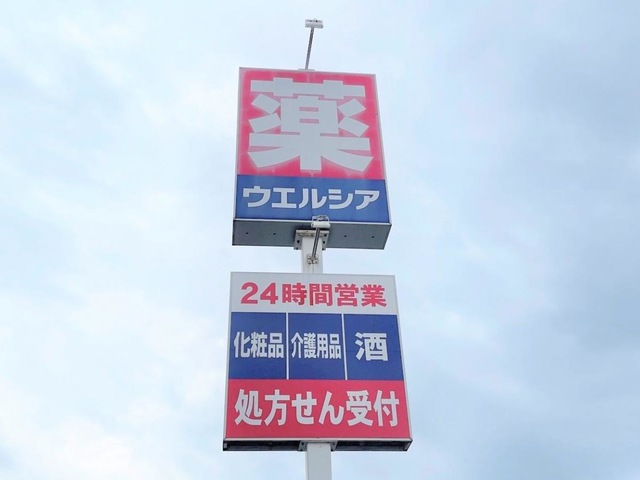 薬
ウエルシア
24時間営業
化粧品 介護用品 酒
処方せん受付